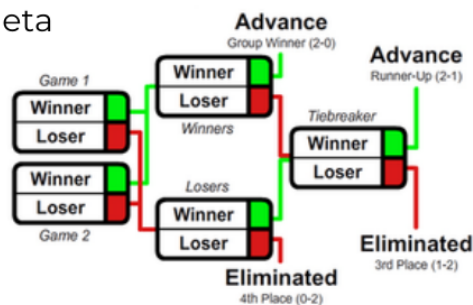 eta
Advance
Group Winner (2-0)
Advance
Runner-Up (2-1)
Game 1
Winner
Loser
Winner
Loser
Game 2
Winner
Loser
Winners
Losers
Winner
Loser
Tiebreaker
Winner
Loser
Eliminated
4th Place (0-2)
Eliminated
3rd Place (1-2)